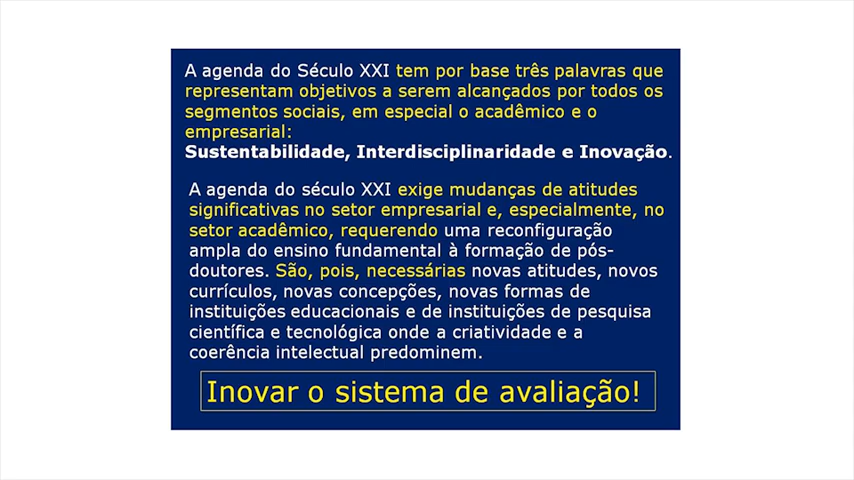 A agenda do Século XXI tem por base três palavras que
representam objetivos a serem alcançados por todos os
segmentos sociais, em especial o acadêmico e o
empresarial:
Sustentabilidade, Interdisciplinaridade e Inovação.
A agenda do século XXI exige mudanças de atitudes
significativas no setor empresarial e, especialmente, no
setor acadêmico, requerendo uma reconfiguração
ampla do ensino fundamental à formação de pós-
doutores. São, pois, necessárias novas atitudes, novos
currículos, novas concepções, novas formas de
instituições educacionais e de instituições de pesquisa
científica e tecnológica onde a criatividade e a
coerência intelectual predominem.
Inovar o sistema de avaliação!